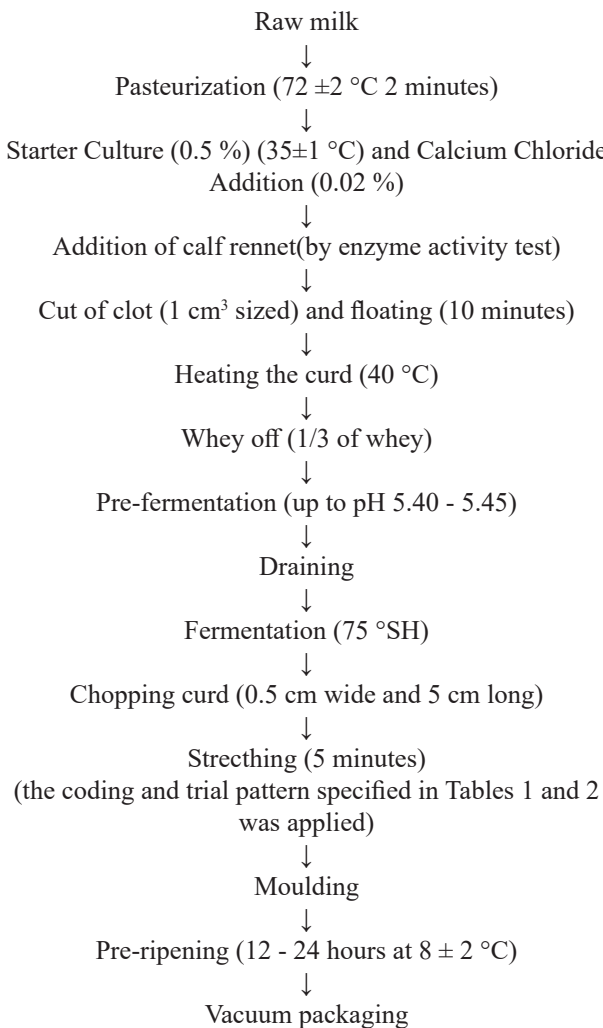 Raw milk
↓
Pasteurization (72 ±2 °C 2 minutes)
↓
Starter Culture (0.5 %) (35±1 °C) and Calcium Chloride
Addition (0.02 %)
↓
Addition of calf rennet(by enzyme activity test)
↓
Cut of clot (1 cm³ sized) and floating (10 minutes)
↓
Heating the curd (40 °C)
↓
Whey off (1/3 of whey)
↓
Pre-fermentation (up to pH 5.40 - 5.45)
↓
Draining
↓
Fermentation (75 °SH)
↓
Chopping curd (0.5 cm wide and 5 cm long)
↓
Strecthing (5 minutes)
(the coding and trial pattern specified in Tables 1 and 2
was applied)
↓
Moulding
↓
Pre-ripening (12 - 24 hours at 8 ± 2 °C)
↓
Vacuum packaging